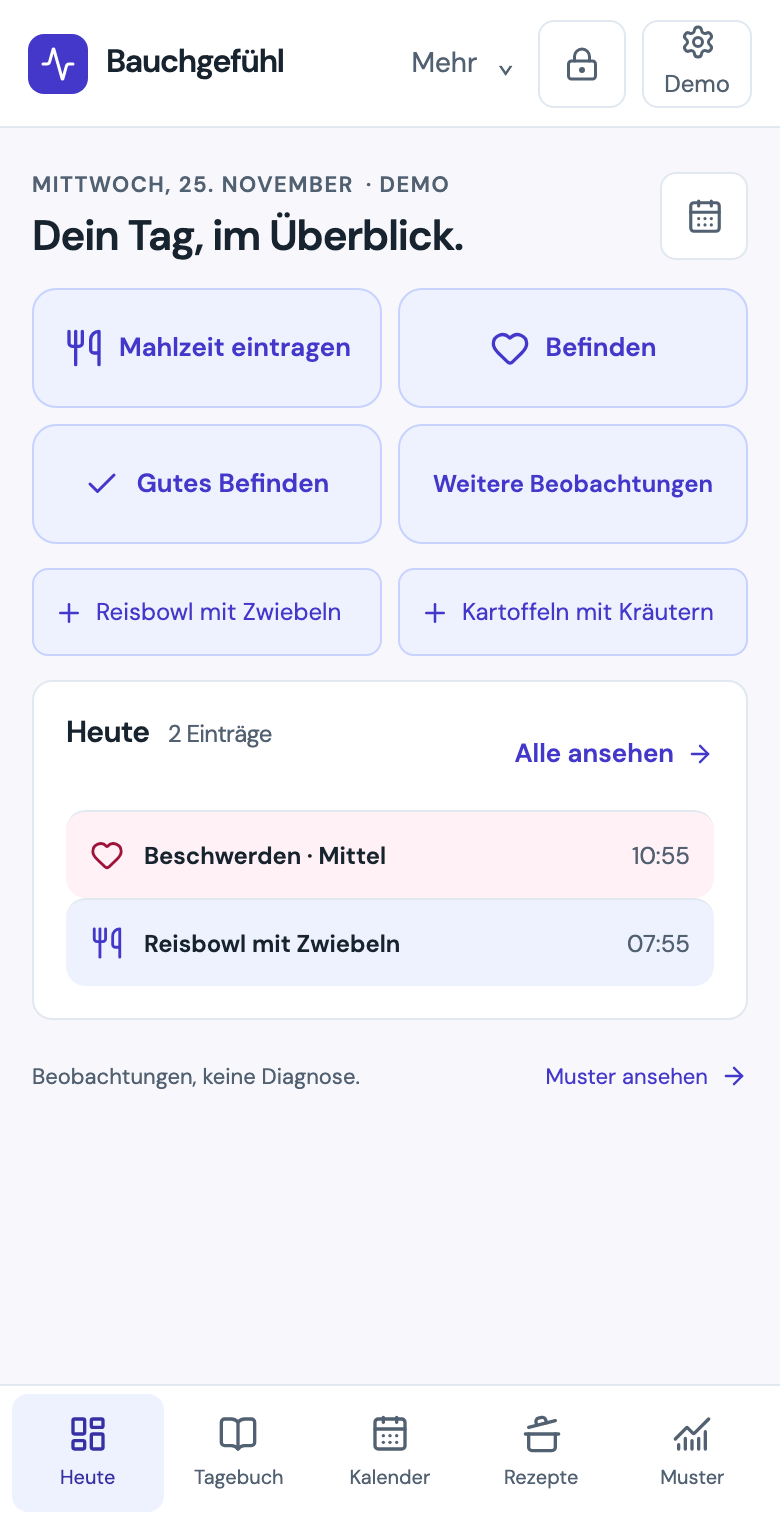 Bauchgefühl
Mehr
Demo
MITTWOCH, 25. NOVEMBER · DEMO
Dein Tag, im Überblick.
Mahlzeit eintragen
Befinden
Gutes Befinden
Weitere Beobachtungen
Reisbowl mit Zwiebeln
Kartoffeln mit Kräutern
Heute 2 Einträge
Alle ansehen
Beschwerden · Mittel 10:55
Reisbowl mit Zwiebeln 07:55
Beobachtungen, keine Diagnose.
Muster ansehen
Heute
Tagebuch
Kalender
Rezepte
Muster